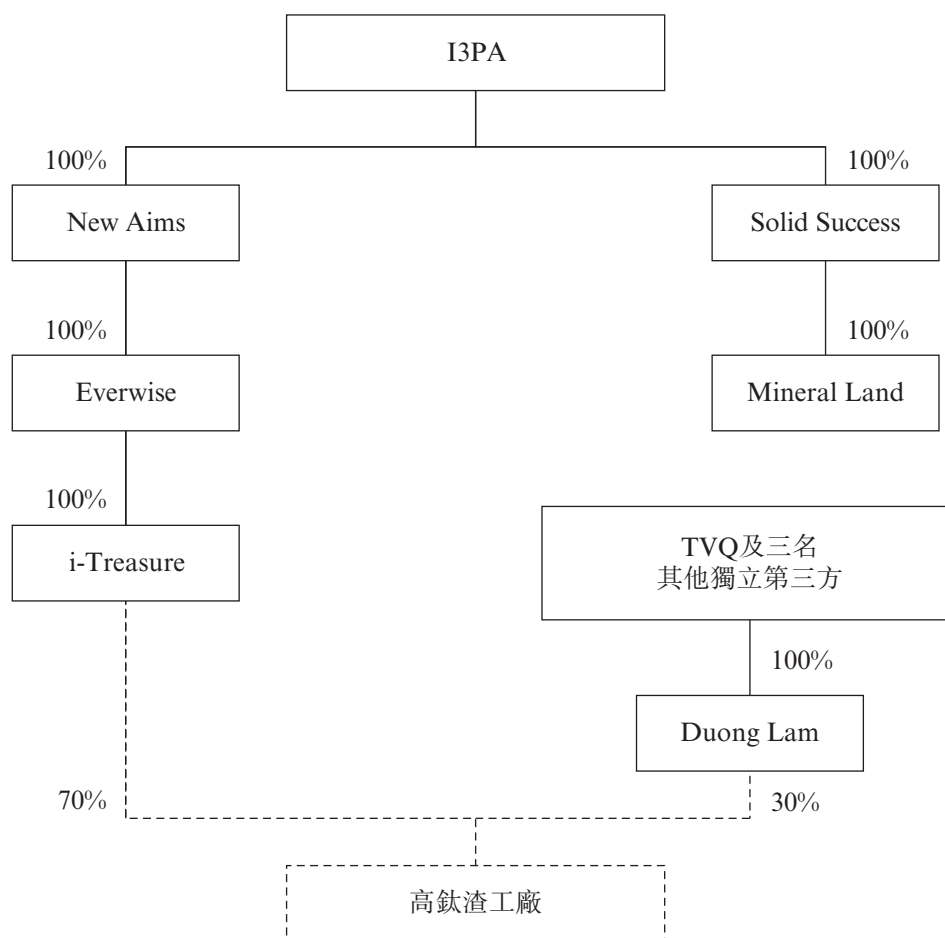 I3PA
100%
100%
New Aims
Solid Success
100%
100%
Everwise
Mineral Land
100%
i-Treasure
TVQ及三名
其他獨立第三方
100%
Duong Lam
70%
30%
高鈦渣工廠